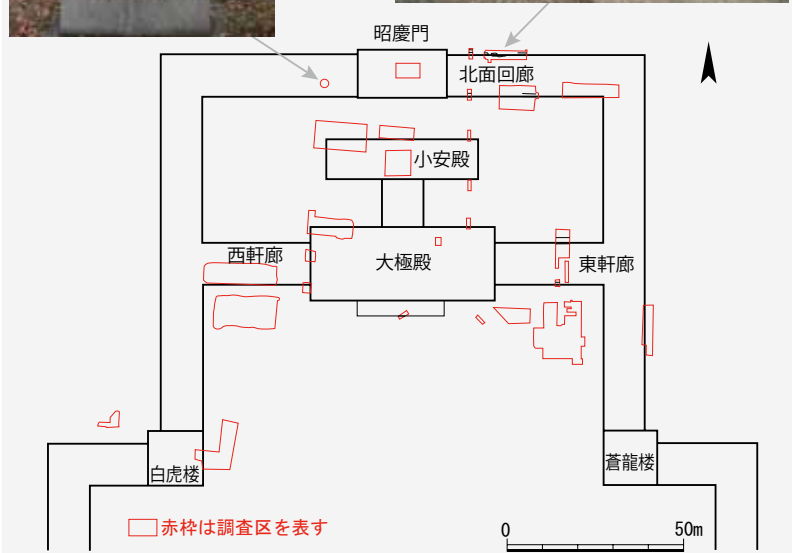 昭慶門
北面回廊
小安殿
西軒廊
大極殿
東軒廊
白虎楼
蒼龍楼
赤枠は調査区を表す
0 50m